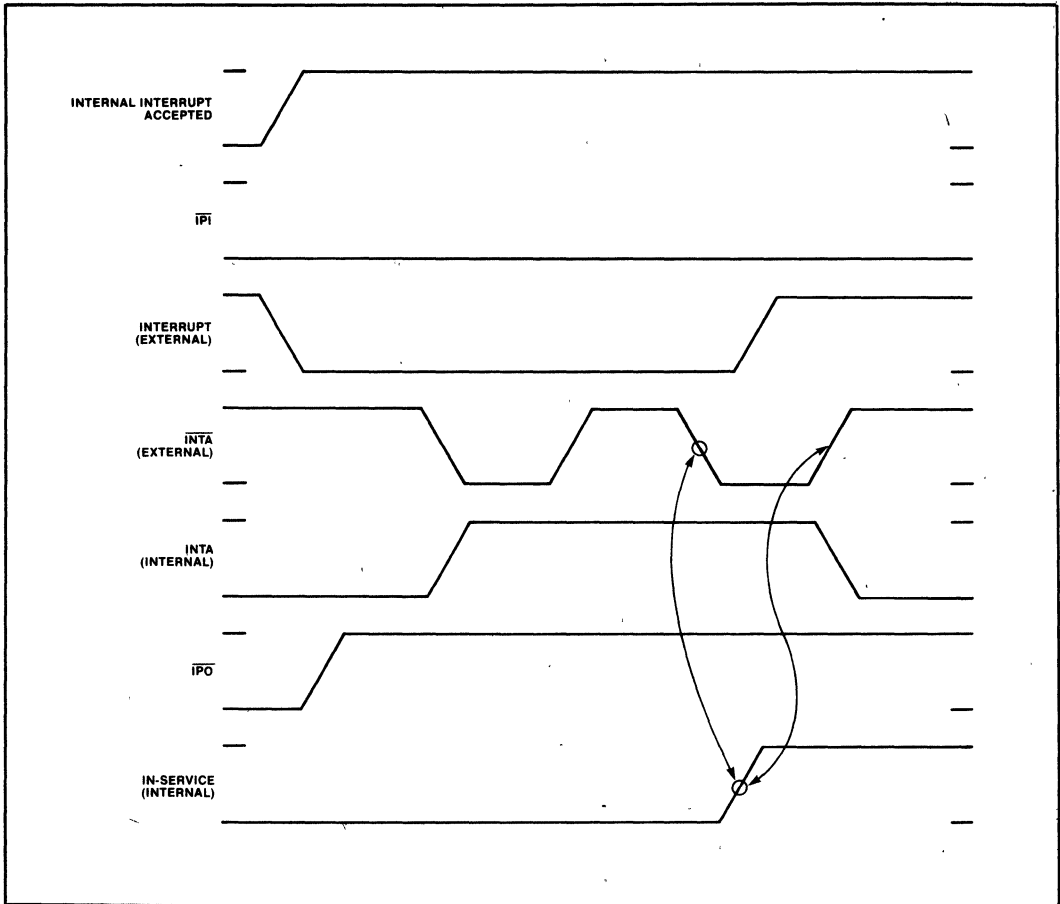 INTERNAL INTERRUPT
ACCEPTED
IPI
INTERRUPT
(EXTERNAL)
INTA
(EXTERNAL)
INTA
(INTERNAL)
IPO
IN-SERVICE
(INTERNAL)